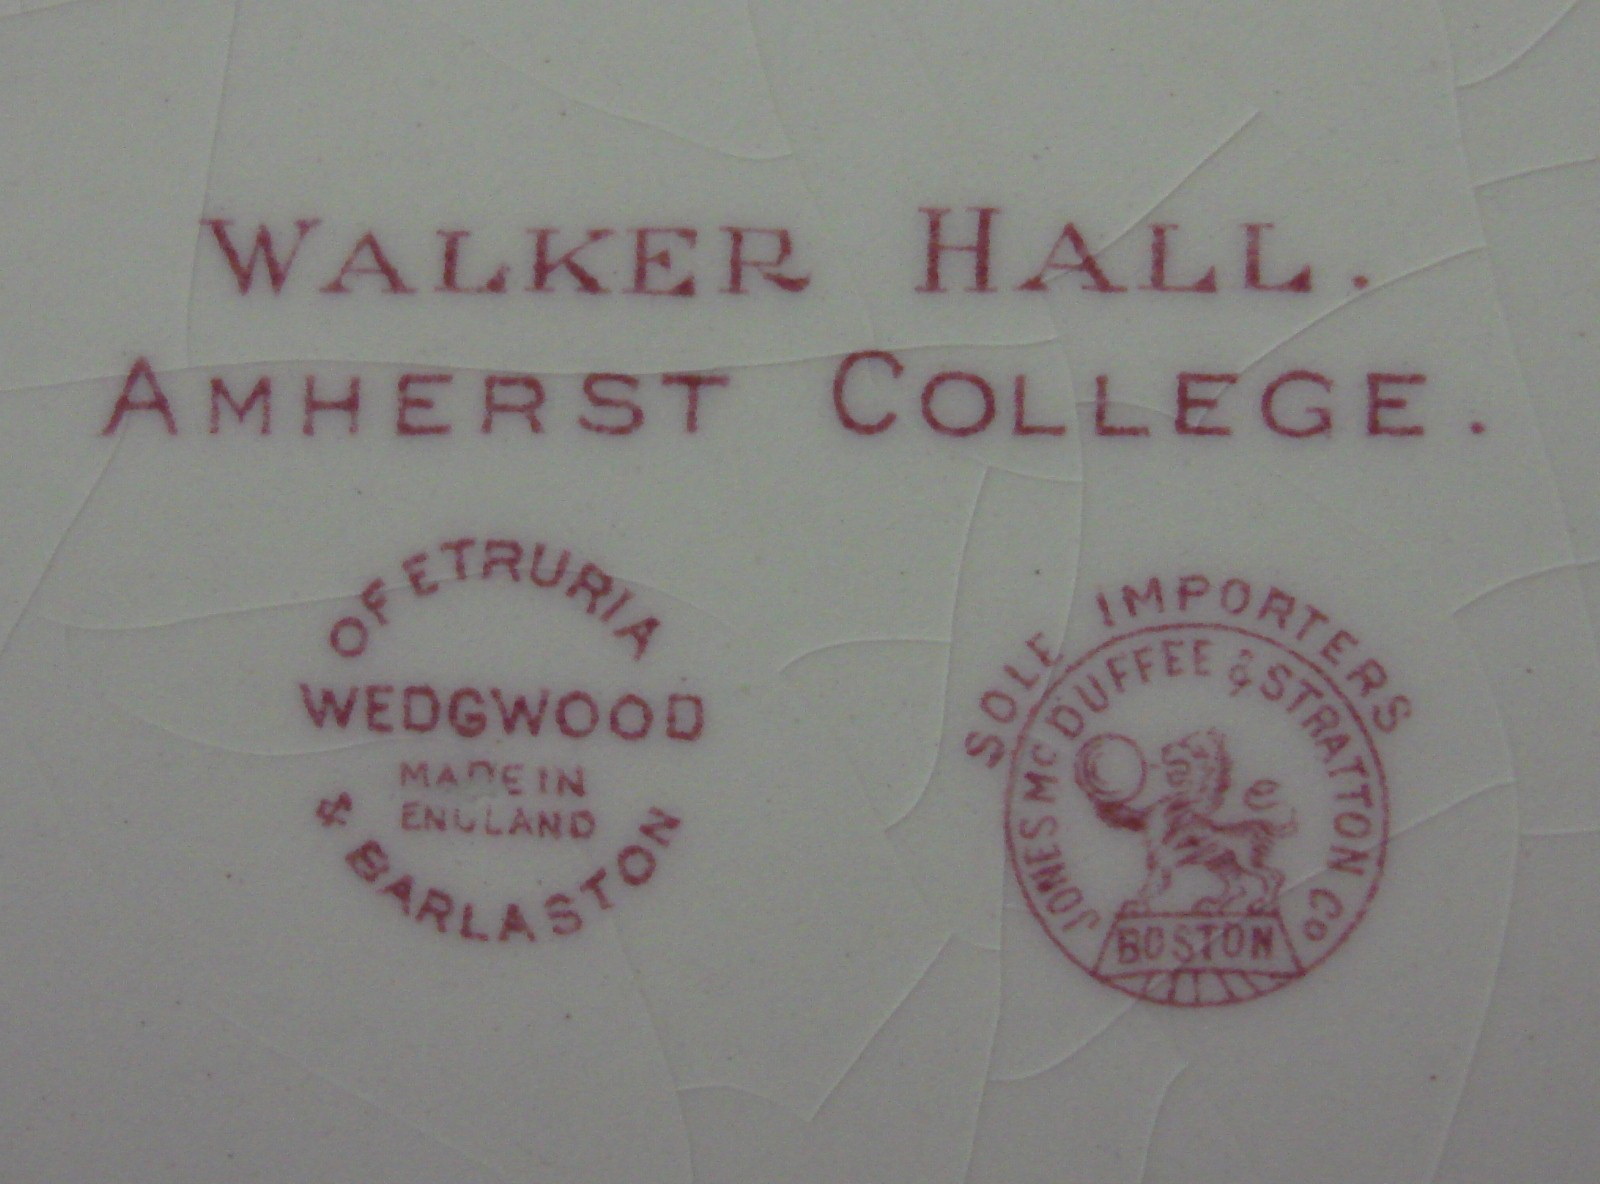 WALKER HALL.
AMHERST COLLEGE.
OF ETRURIA
WEDGWOOD
MADE IN
ENGLAND
& BARLASTON
SOLE IMPORTERS
JONES McDUFFEE & STRATTON Co
e
BOSTON